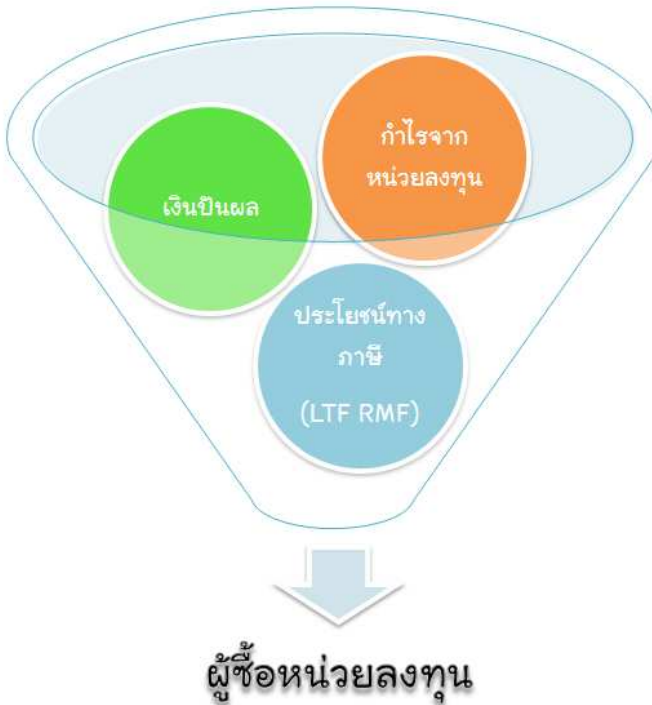 กำไรจาก
หน่วยลงทุน
เงินปันผล
ประโยชน์ทาง
ภาษี
(LTF RMF)
ผู้ซื้อหน่วยลงทุน